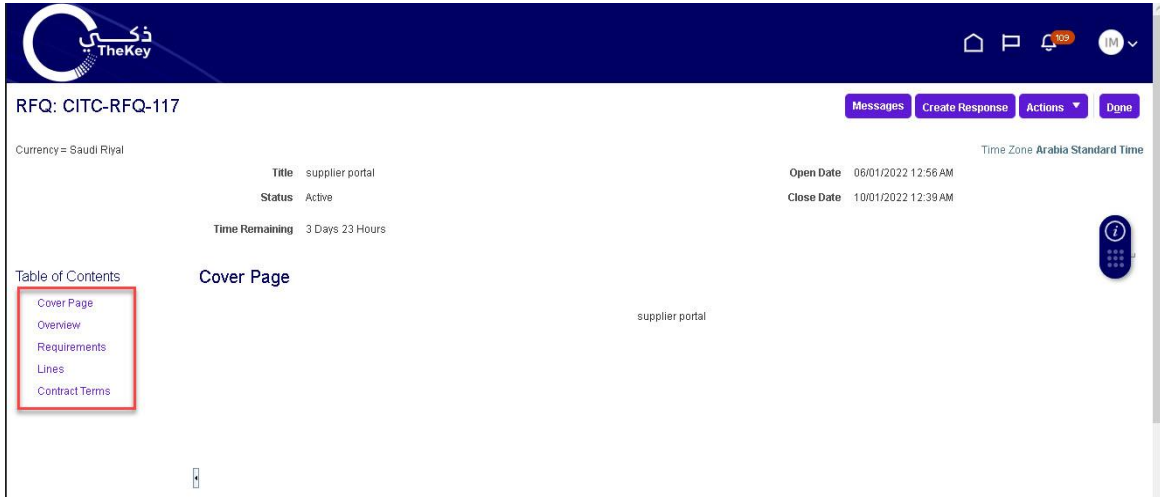 ذكي
TheKey
109
IM
RFQ: CITC-RFQ-117
Messages
Create Response
Actions
Done
Currency = Saudi Riyal
Time Zone Arabia Standard Time
Title supplier portal
Open Date 06/01/2022 12:56 AM
Status Active
Close Date 10/01/2022 12:39 AM
Time Remaining 3 Days 23 Hours
Table of Contents
Cover Page
Overview
Requirements
Lines
Contract Terms
Cover Page
supplier portal